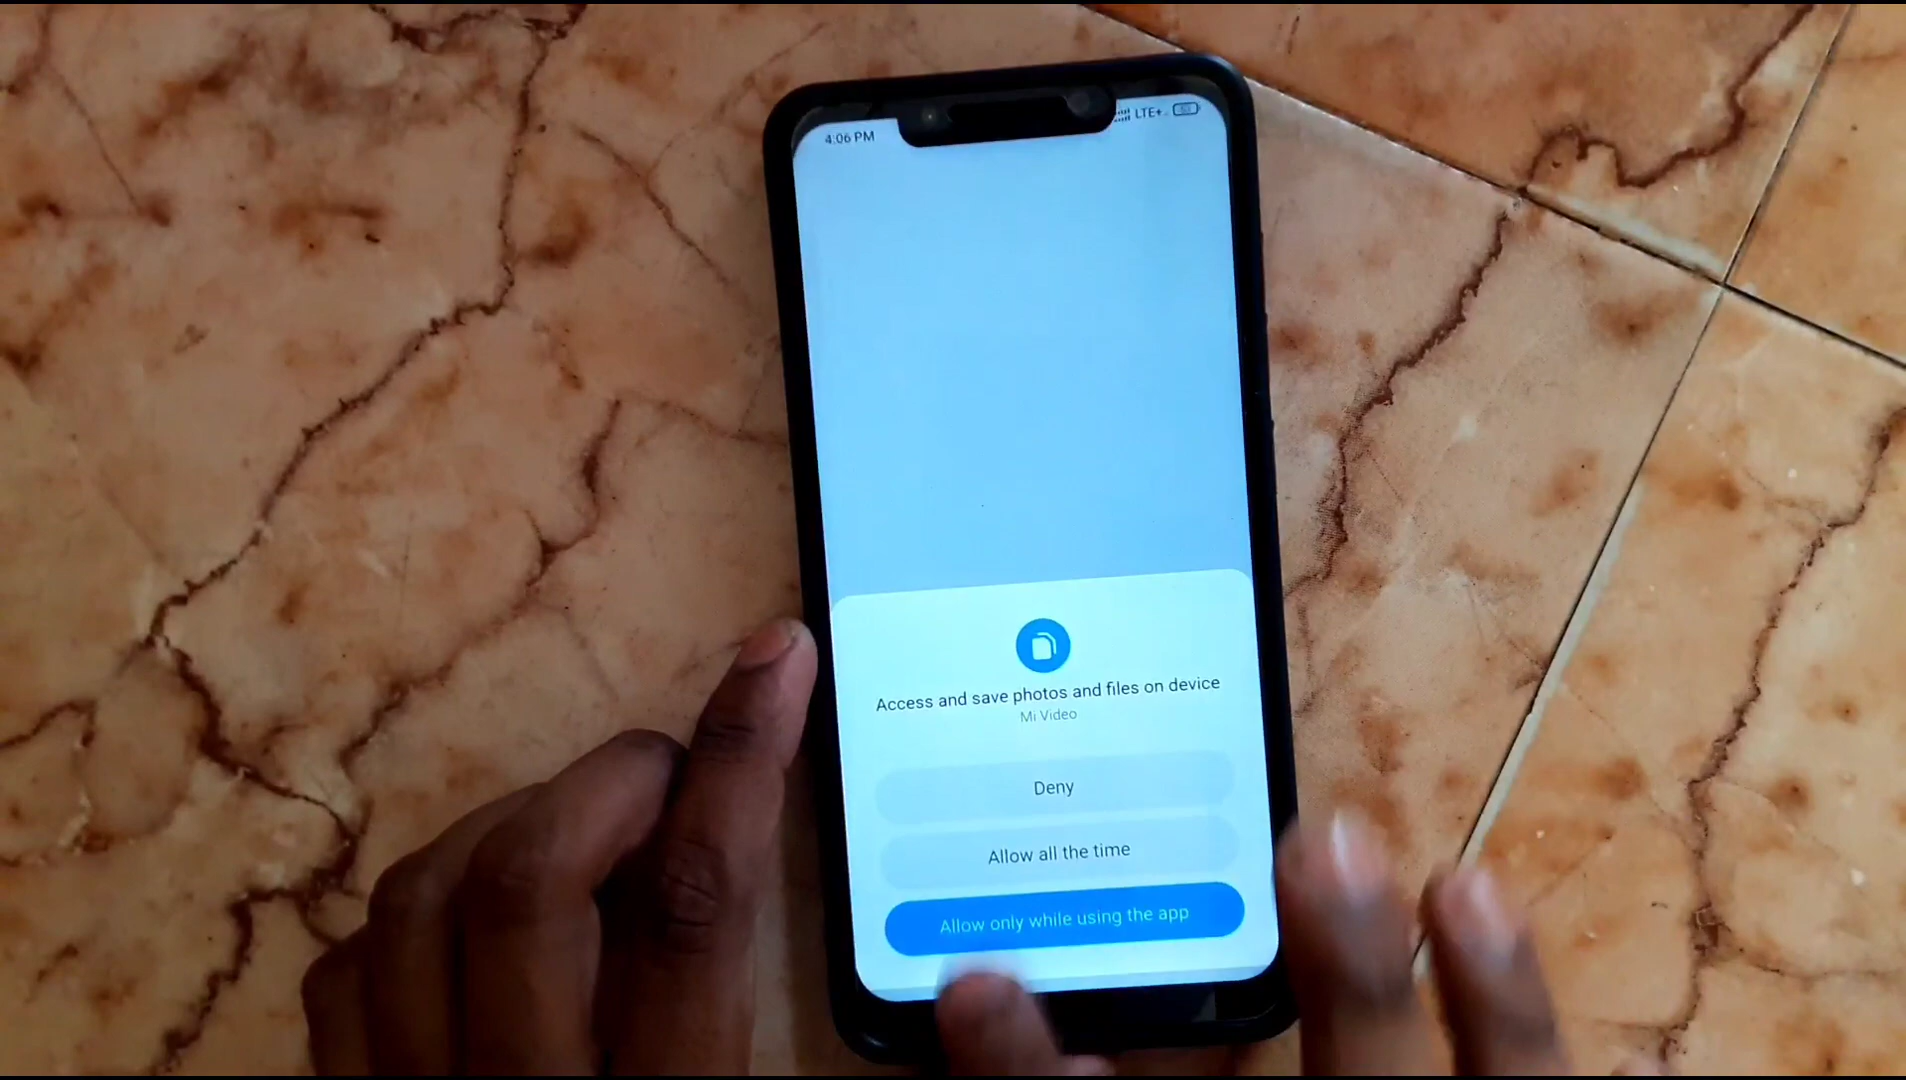 4:06 PM
LTE+
Access and save photos and files on device
Mi Video
Deny
Allow all the time
Allow only while using the app